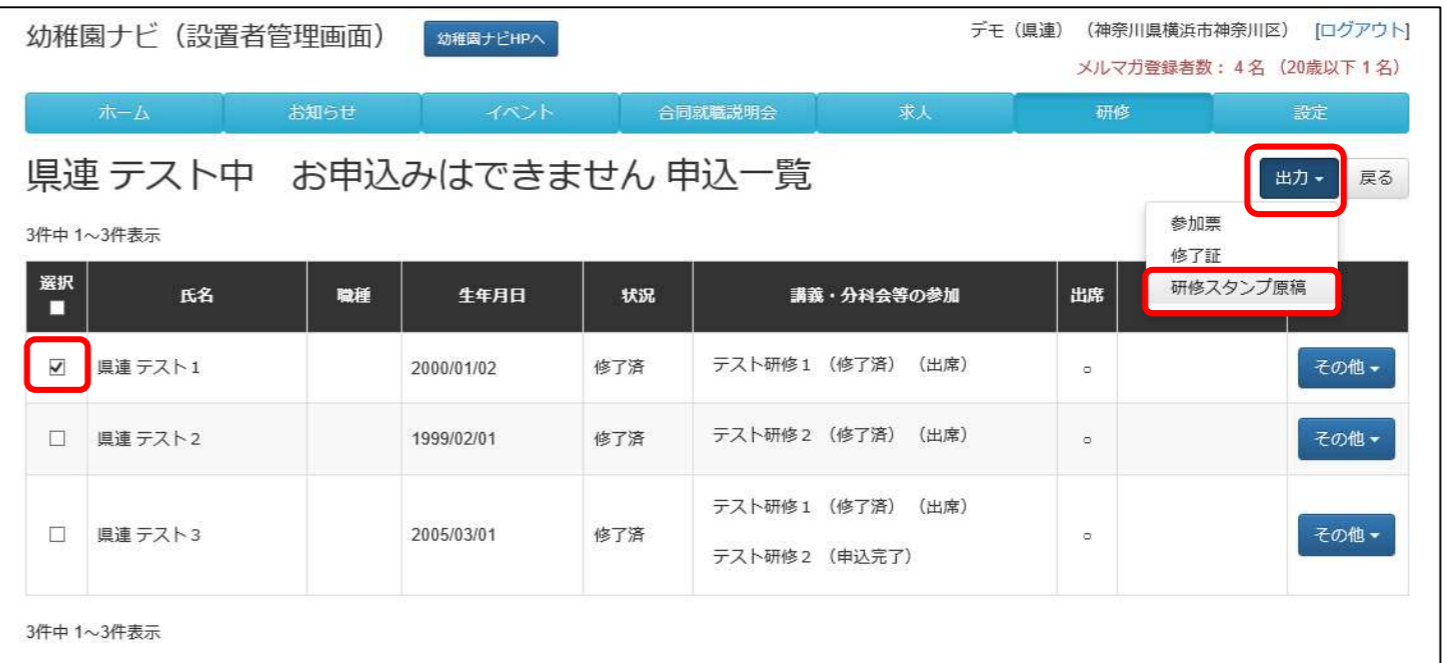 幼稚園ナビ（設置者管理画面） 幼稚園ナビHPへ デモ（県連）（神奈川県横浜市神奈川区） [ログアウト]
メルマガ登録者数：4名（20歳以下1名）
ホーム お知らせ イベント 合同就職説明会 求人 研修 設定
県連 テスト中　お申込みはできません 申込一覧 出力 戻る
参加票
修了証
研修スタンプ原稿
3件中 1～3件表示
選択 氏名 職種 生年月日 状況 講義・分科会等の参加 出席
県連 テスト1 2000/01/02 修了済 テスト研修1 （修了済）（出席） ○ その他
県連 テスト2 1999/02/01 修了済 テスト研修2 （修了済）（出席） ○ その他
県連 テスト3 2005/03/01 修了済 テスト研修1 （修了済）（出席） ○ その他
テスト研修2 （申込完了）
3件中 1～3件表示